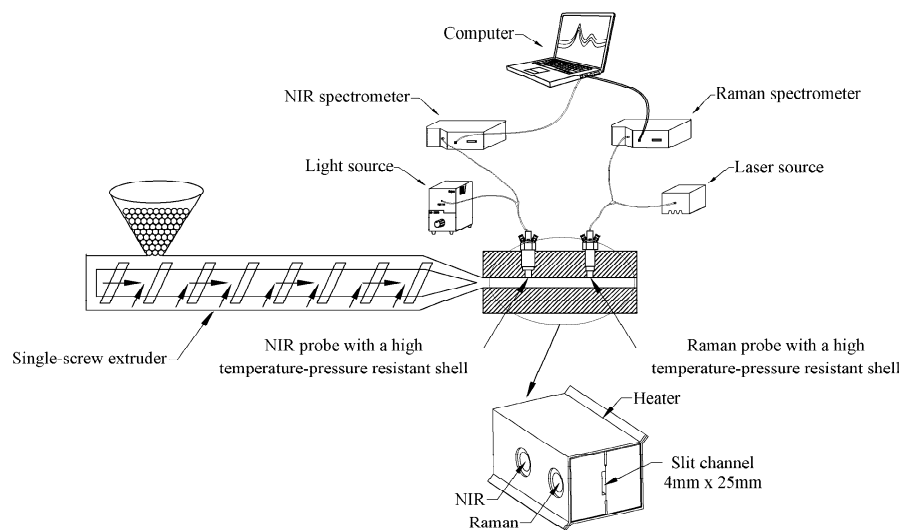 Computer
NIR spectrometer
Raman spectrometer
Light source
Laser source
Single-screw extruder
NIR probe with a high
temperature-pressure resistant shell
Raman probe with a high
temperature-pressure resistant shell
Heater
Slit channel
4mm x 25mm
NIR
Raman